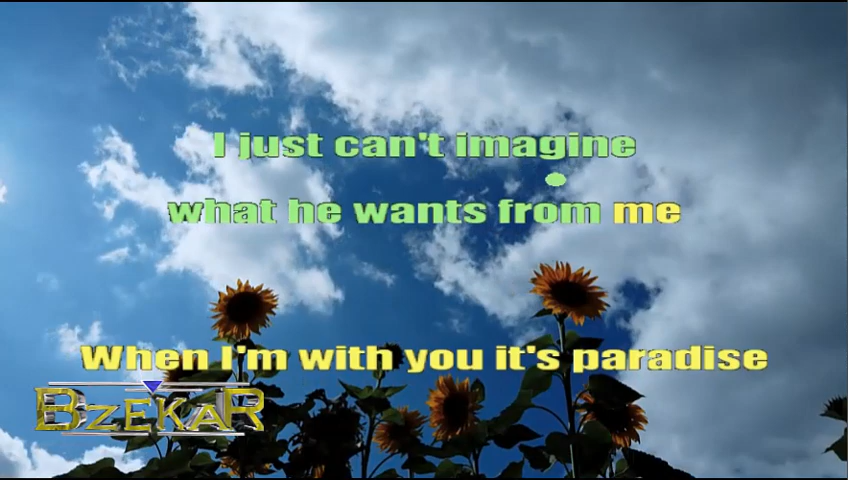 I just can't imagine
what he wants from me
When I'm with you it's paradise
BZEKAR